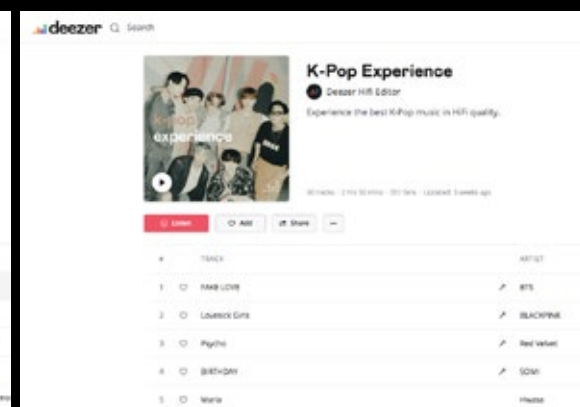 deezer
Search
K-Pop Experience
Deezer Hifi Editor
Experience the best K-Pop music in HiFi quality.
k-pop
experience
Listen
Add
Share
#
TRACK
ARTIST
1 FAKE LOVE BTS
2 Lovesick Girls BLACKPINK
3 Psycho Red Velvet
4 BIRTHDAY SOMI
5 Maria Hwasa